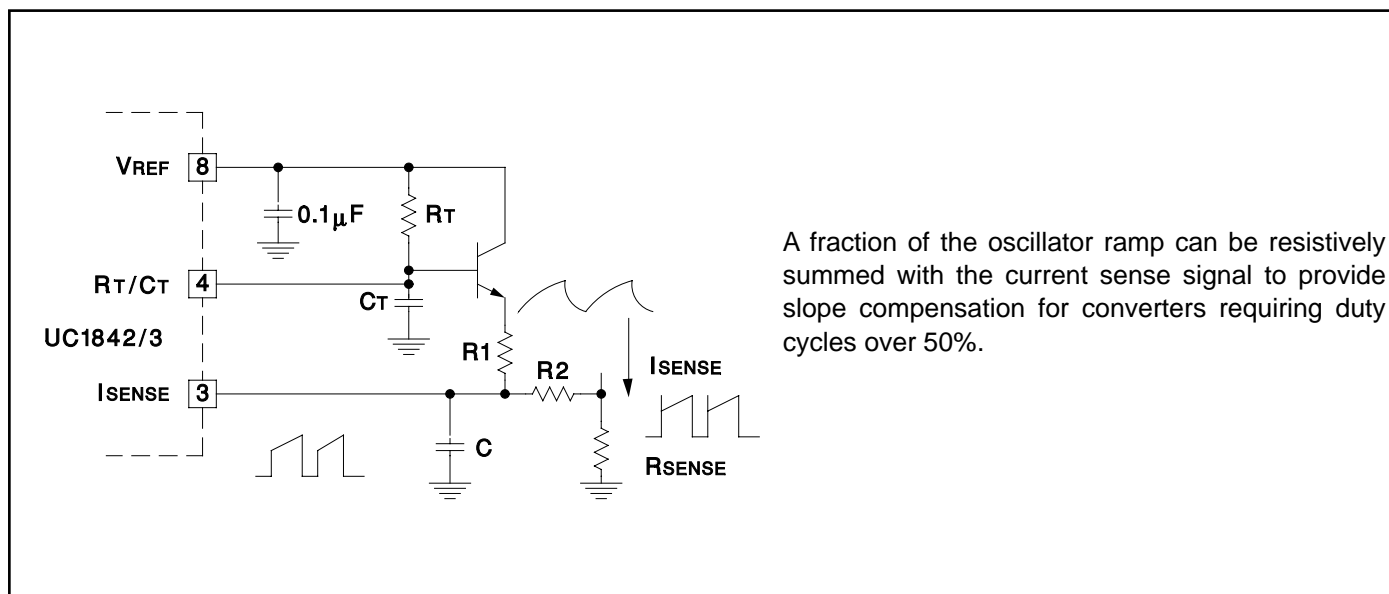 VREF
8
0.1μF
RT
RT/CT
4
CT
UC1842/3
R1
R2
ISENSE
ISENSE
3
C
RSENSE
A fraction of the oscillator ramp can be resistively
summed with the current sense signal to provide
slope compensation for converters requiring duty
cycles over 50%.